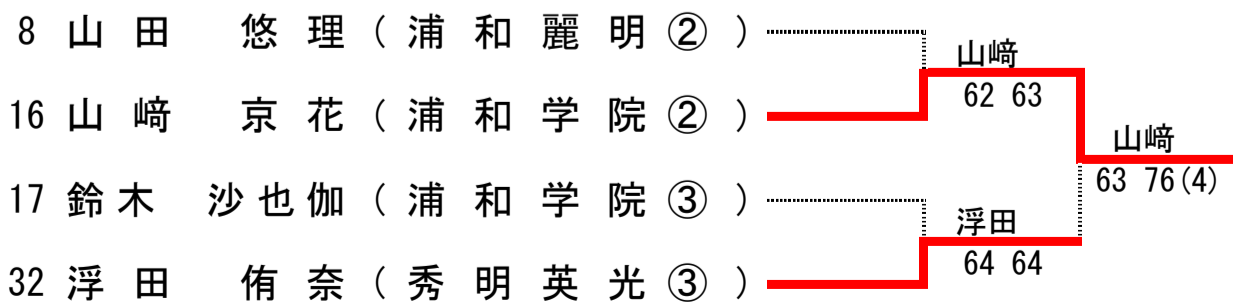 8 山田 悠理(浦和麗明②)
山﨑
62 63
16 山﨑 京花(浦和学院②)
山﨑
63 76(4)
17 鈴木 沙也伽(浦和学院③)
浮田
64 64
32 浮田 侑奈(秀明英光③)